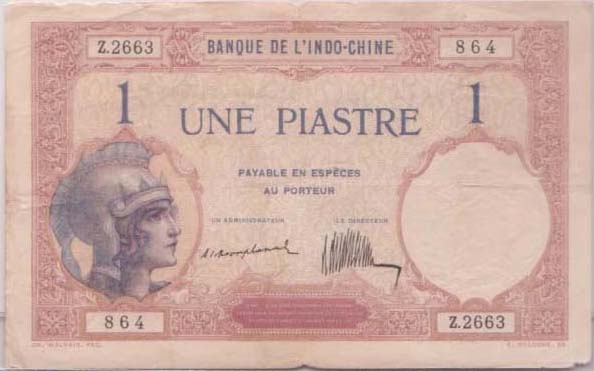 Z.2663 BANQUE DE L'INDO-CHINE 864
1 1
UNE PIASTRE
PAYABLE EN ESPÈCES
AU PORTEUR
UN ADMINISTRATEUR LE DIRECTEUR
864 Z.2663